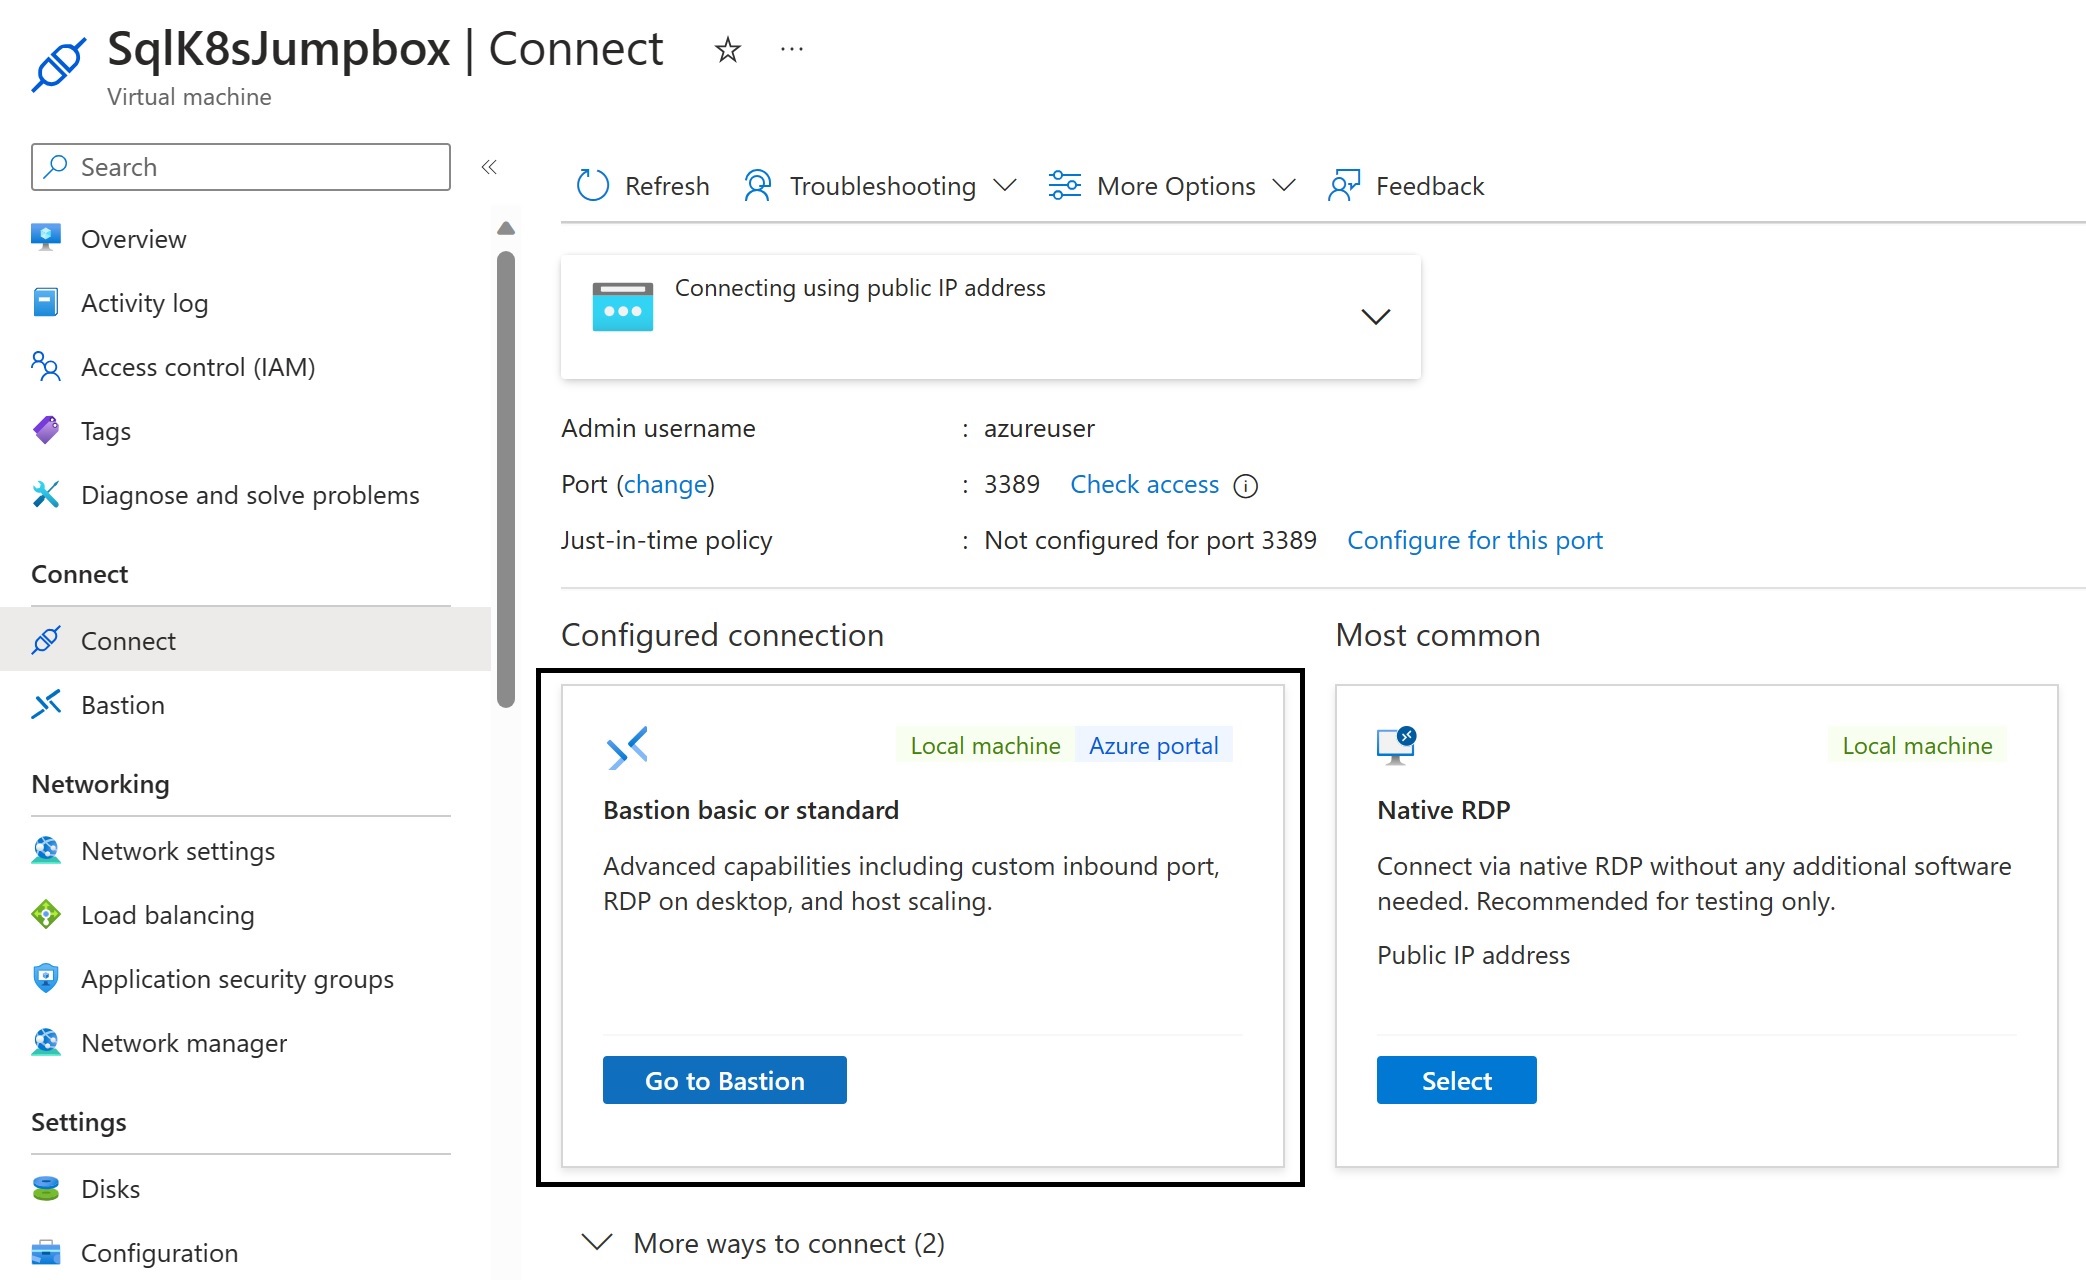 SqlK8sJumpbox | Connect
Virtual machine
Search
Overview
Activity log
Access control (IAM)
Tags
Diagnose and solve problems
Connect
Connect
Bastion
Networking
Network settings
Load balancing
Application security groups
Network manager
Settings
Disks
Configuration
Refresh
Troubleshooting
More Options
Feedback
Connecting using public IP address
Admin username : azureuser
Port (change) : 3389 Check access
Just-in-time policy : Not configured for port 3389 Configure for this port
Configured connection
Local machine Azure portal
Bastion basic or standard
Advanced capabilities including custom inbound port,
RDP on desktop, and host scaling.
Go to Bastion
Most common
Local machine
Native RDP
Connect via native RDP without any additional software
needed. Recommended for testing only.
Public IP address
Select
More ways to connect (2)